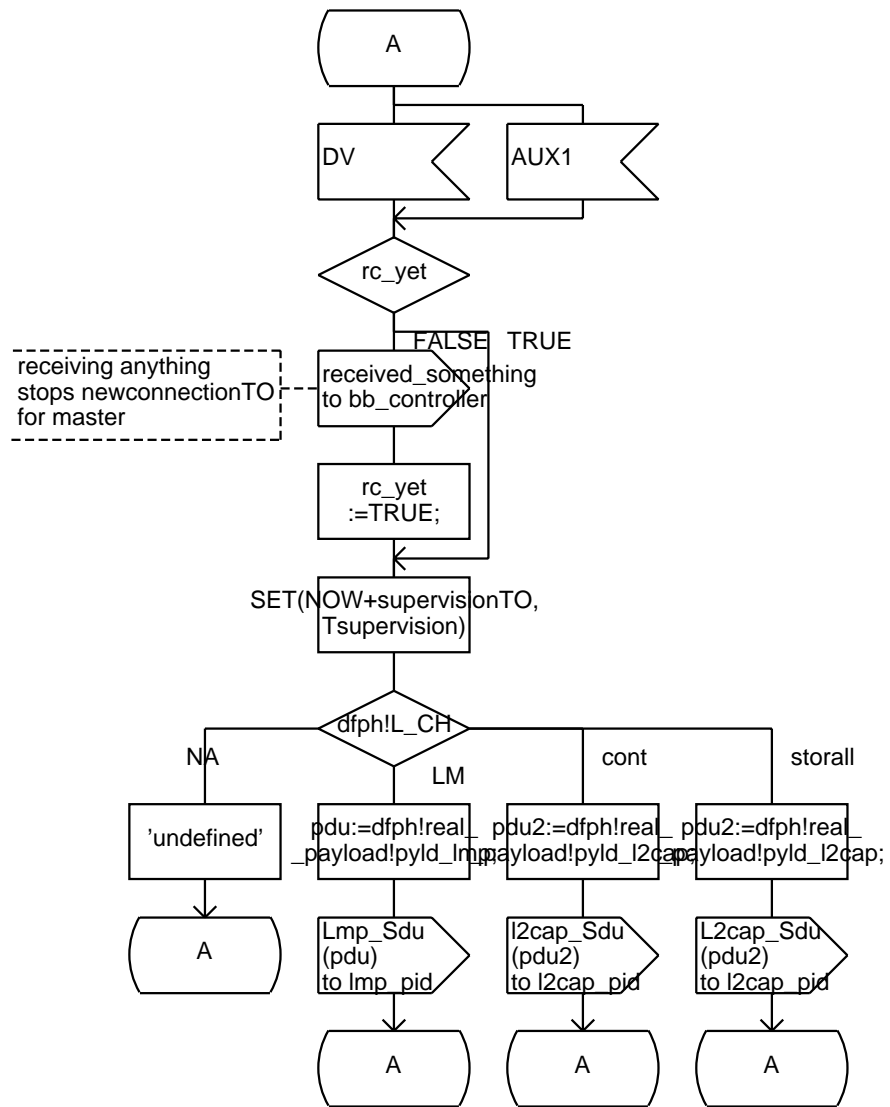 A
DV
AUX1
rc_yet
FALSE TRUE
receiving anything
stops newconnectionTO
for master
received_something
to bb_controller
rc_yet
:=TRUE;
SET(NOW+supervisionTO,
Tsupervision)
dfph!L_CH
NA
LM
cont
storall
'undefined'
pdu:=dfph!real_
_payload!pyld_lmp;
pdu2:=dfph!real_
_payload!pyld_l2cap;
pdu2:=dfph!real_
_payload!pyld_l2cap;
A
Lmp_Sdu
(pdu)
to lmp_pid
l2cap_Sdu
(pdu2)
to l2cap_pid
L2cap_Sdu
(pdu2)
to l2cap_pid
A
A
A